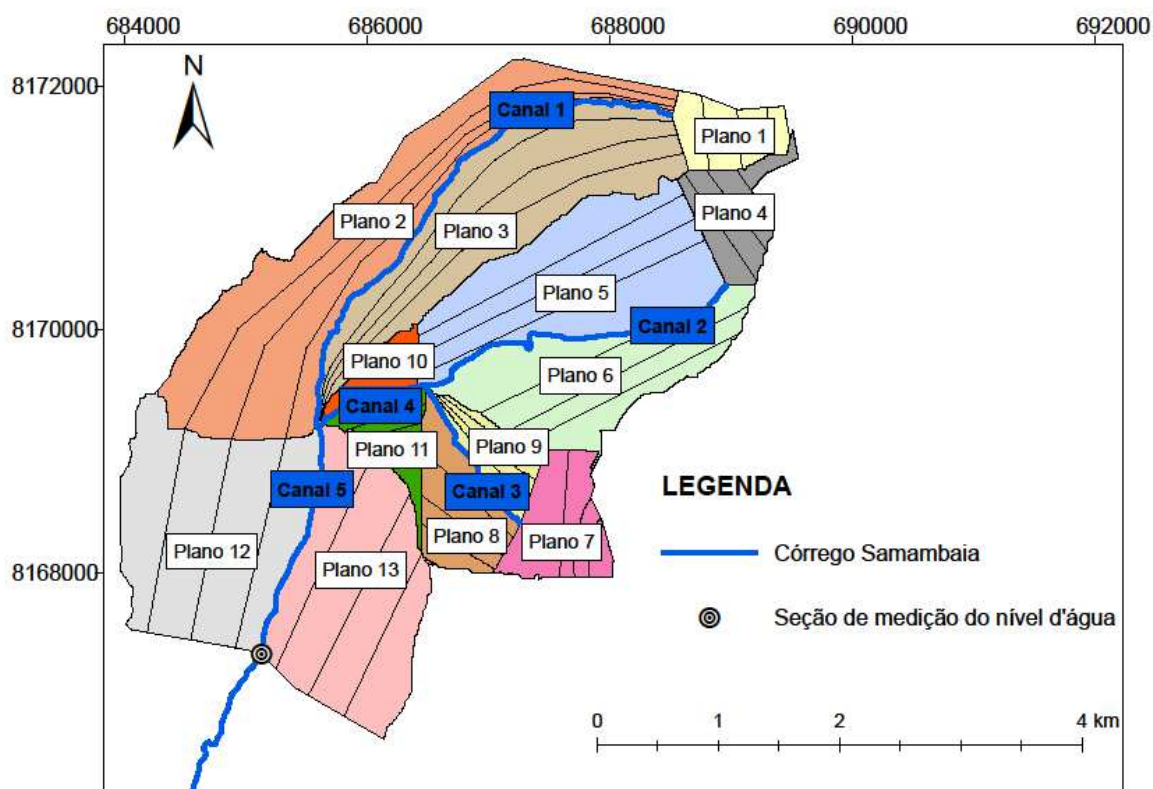 684000 686000 688000 690000 692000
8172000
N
Canal 1
Plano 1
Plano 4
Plano 2
Plano 3
Plano 5
8170000
Canal 2
Plano 10
Plano 6
Canal 4
Plano 9
Plano 11
Canal 5
Canal 3
LEGENDA
Plano 8
Plano 7
Plano 12
Córrego Samambaia
8168000
Plano 13
Seção de medição do nível d'água
0 1 2 4 km